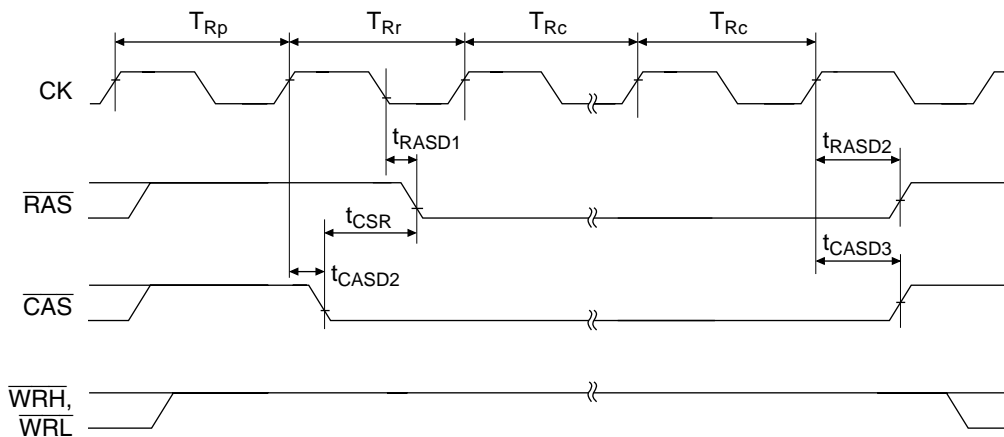 TRp TRr TRc TRc
CK
tRASD1 tRASD2
RAS
tCSR
tCASD3
tCASD2
CAS
WRH,
WRL